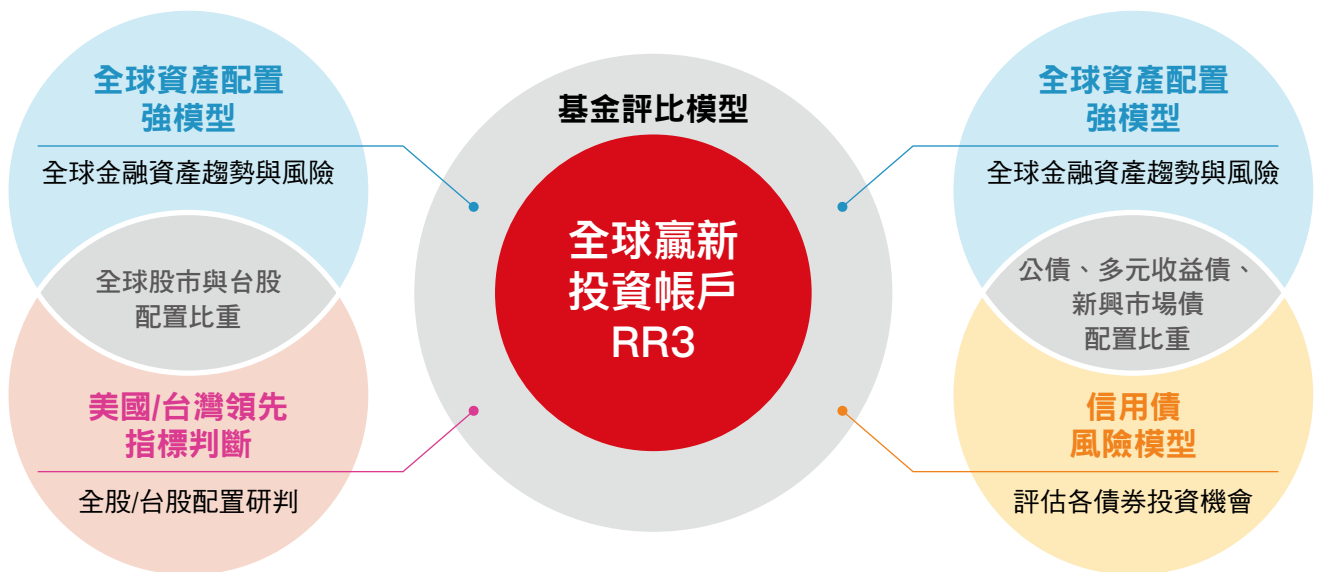 全球資產配置
強模型
全球金融資產趨勢與風險
全球股市與台股
配置比重
美國/台灣領先
指標判斷
全股/台股配置研判
基金評比模型
全球贏新
投資帳戶
RR3
全球資產配置
強模型
全球金融資產趨勢與風險
公債、多元收益債、
新興市場債
配置比重
信用債
風險模型
評估各債券投資機會